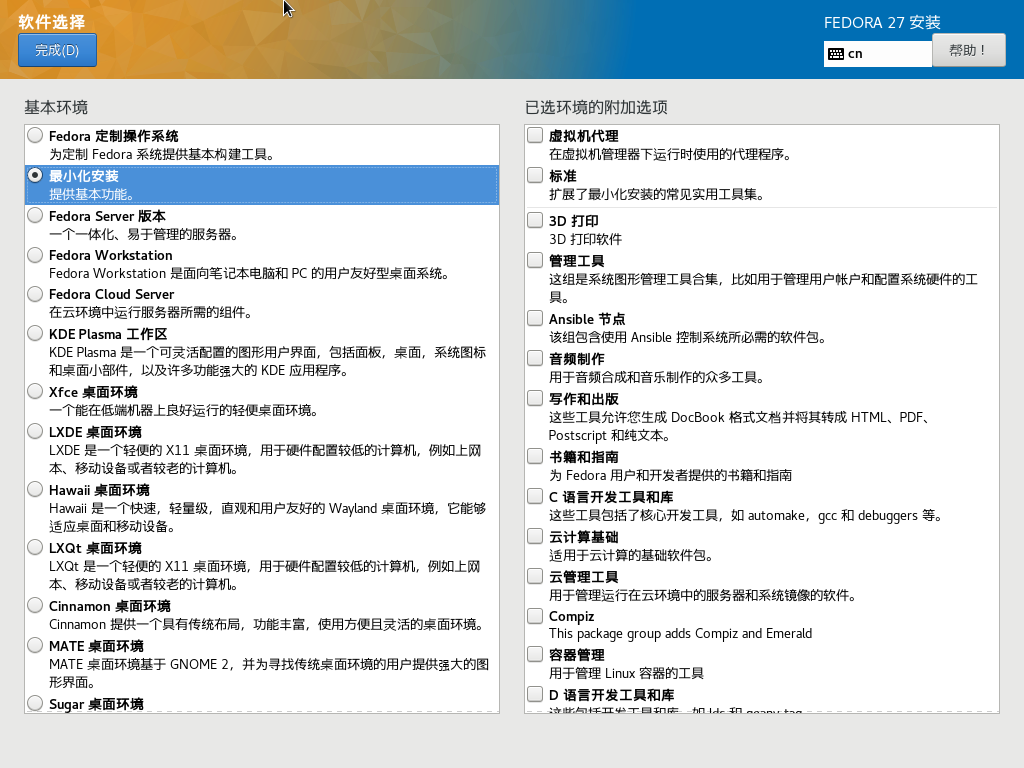 软件选择
完成(D)
FEDORA 27 安装
cn
帮助！
基本环境
Fedora 定制操作系统
为定制 Fedora 系统提供基本构建工具。
最小化安装
提供基本功能。
Fedora Server 版本
一个一体化、易于管理的服务器。
Fedora Workstation
Fedora Workstation 是面向笔记本电脑和 PC 的用户友好型桌面系统。
Fedora Cloud Server
在云环境中运行服务器所需的组件。
KDE Plasma 工作区
KDE Plasma 是一个可灵活配置的图形用户界面，包括面板，桌面，系统图标
和桌面小部件，以及许多功能强大的 KDE 应用程序。
Xfce 桌面环境
一个能在低端机器上良好运行的轻便桌面环境。
LXDE 桌面环境
LXDE 是一个轻便的 X11 桌面环境，用于硬件配置较低的计算机，例如上网
本、移动设备或者较老的计算机。
Hawaii 桌面环境
Hawaii 是一个快速，轻量级，直观和用户友好的 Wayland 桌面环境，它能够
适应桌面和移动设备。
LXQt 桌面环境
LXQt 是一个轻便的 X11 桌面环境，用于硬件配置较低的计算机，例如上网
本、移动设备或者较老的计算机。
Cinnamon 桌面环境
Cinnamon 提供一个具有传统布局，功能丰富，使用方便且灵活的桌面环境。
MATE 桌面环境
MATE 桌面环境基于 GNOME 2，并为寻找传统桌面环境的用户提供强大的图
形界面。
Sugar 桌面环境
已选环境的附加选项
虚拟机代理
在虚拟机管理器下运行时使用的代理程序。
标准
扩展了最小化安装的常见实用工具集。
3D 打印
3D 打印软件
管理工具
这组是系统图形管理工具合集，比如用于管理用户帐户和配置系统硬件的工
具。
Ansible 节点
该组包含使用 Ansible 控制系统所必需的软件包。
音频制作
用于音频合成和音乐制作的众多工具。
写作和出版
这些工具允许您生成 DocBook 格式文档并将其转成 HTML、PDF、
Postscript 和纯文本。
书籍和指南
为 Fedora 用户和开发者提供的书籍和指南
C 语言开发工具和库
这些工具包括了核心开发工具，如 automake，gcc 和 debuggers 等。
云计算基础
适用于云计算的基础软件包。
云管理工具
用于管理运行在云环境中的服务器和系统镜像的软件。
Compiz
This package group adds Compiz and Emerald
容器管理
用于管理 Linux 容器的工具
D 语言开发工具和库
这些包括开发工具和库，如 ldc 和 geany-tag